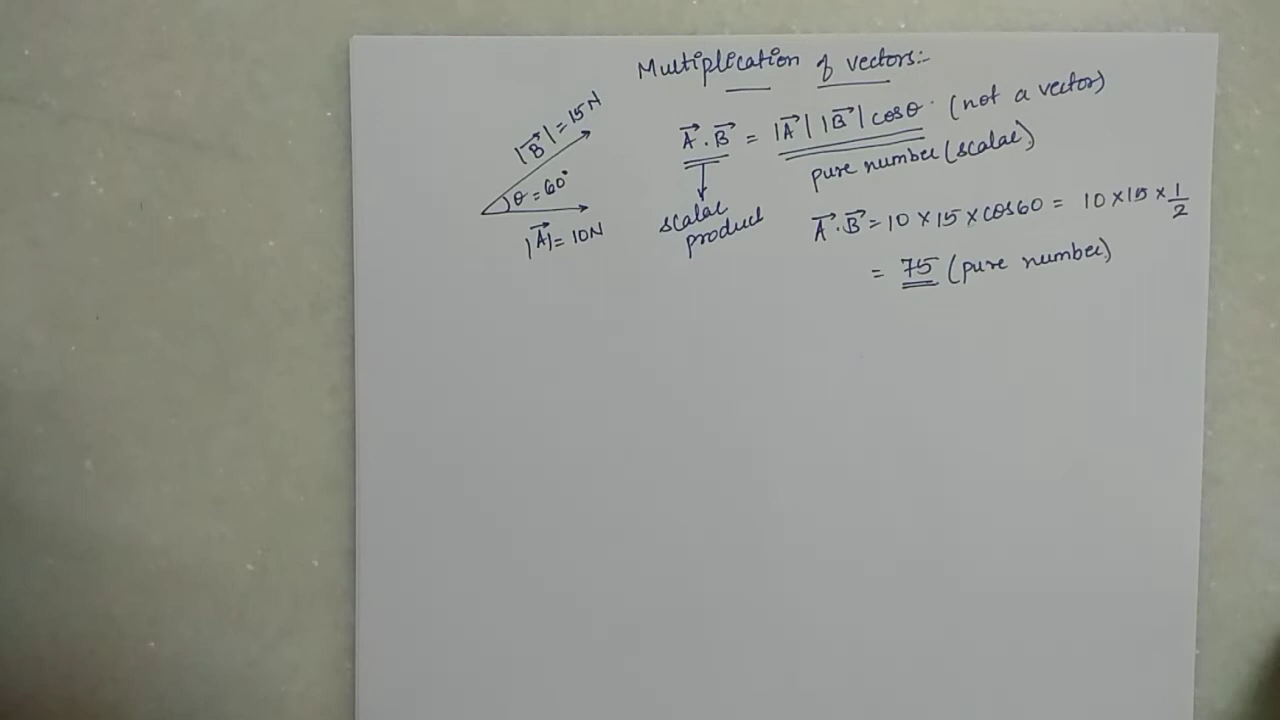 Multiplication of vectors:-
|B⃗| = 15N
θ = 60°
|A⃗| = 10N
A⃗ . B⃗ = |A⃗| |B⃗| cosθ. (not a vector)
pure number (scalar)
scalar
product
A⃗ . B⃗ = 10 × 15 × cos60 = 10 × 15 × 1/2
= 75 (pure number)